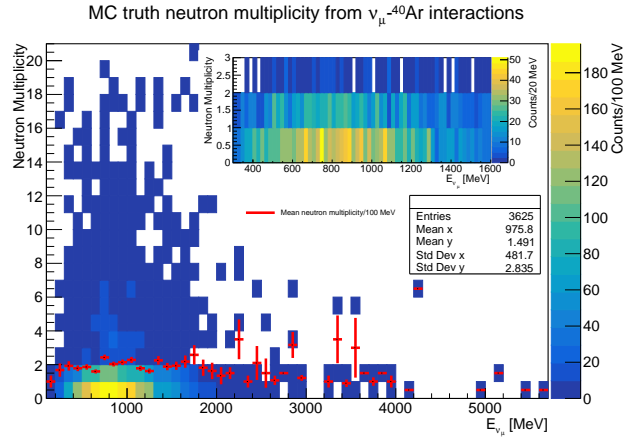 MC truth neutron multiplicity from νμ-40Ar interactions
Neutron Multiplicity
20
18
16
14
12
10
8
6
4
2
0
1000 2000 3000 4000 5000
Eνμ [MeV]
Neutron Multiplicity
3
2.5
2
1.5
1
0.5
0
400 600 800 1000 1200 1400 1600
Eνμ [MeV]
50
40
30
20
10
0
Counts/20 MeV
Mean neutron multiplicity/100 MeV
Entries 3625
Mean x 975.8
Mean y 1.491
Std Dev x 481.7
Std Dev y 2.835
180
160
140
120
100
80
60
40
20
0
Counts/100 MeV